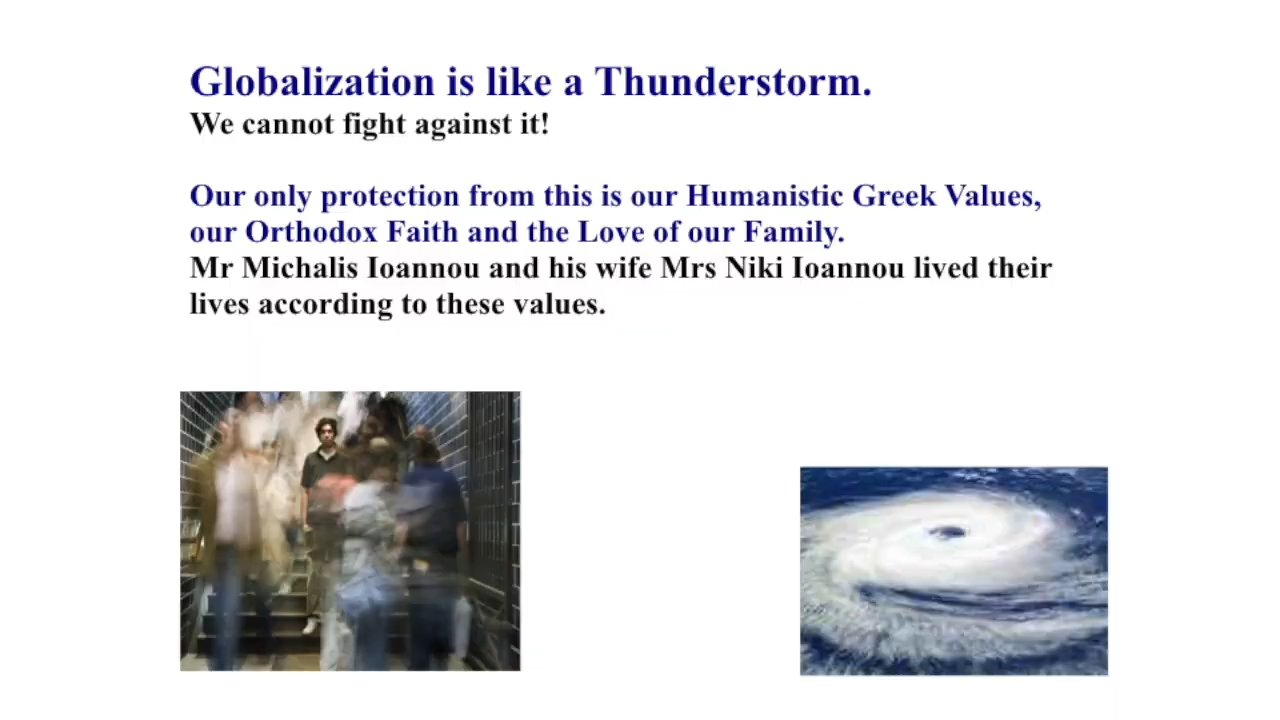 Globalization is like a Thunderstorm.
We cannot fight against it!
Our only protection from this is our Humanistic Greek Values,
our Orthodox Faith and the Love of our Family.
Mr Michalis Ioannou and his wife Mrs Niki Ioannou lived their
lives according to these values.